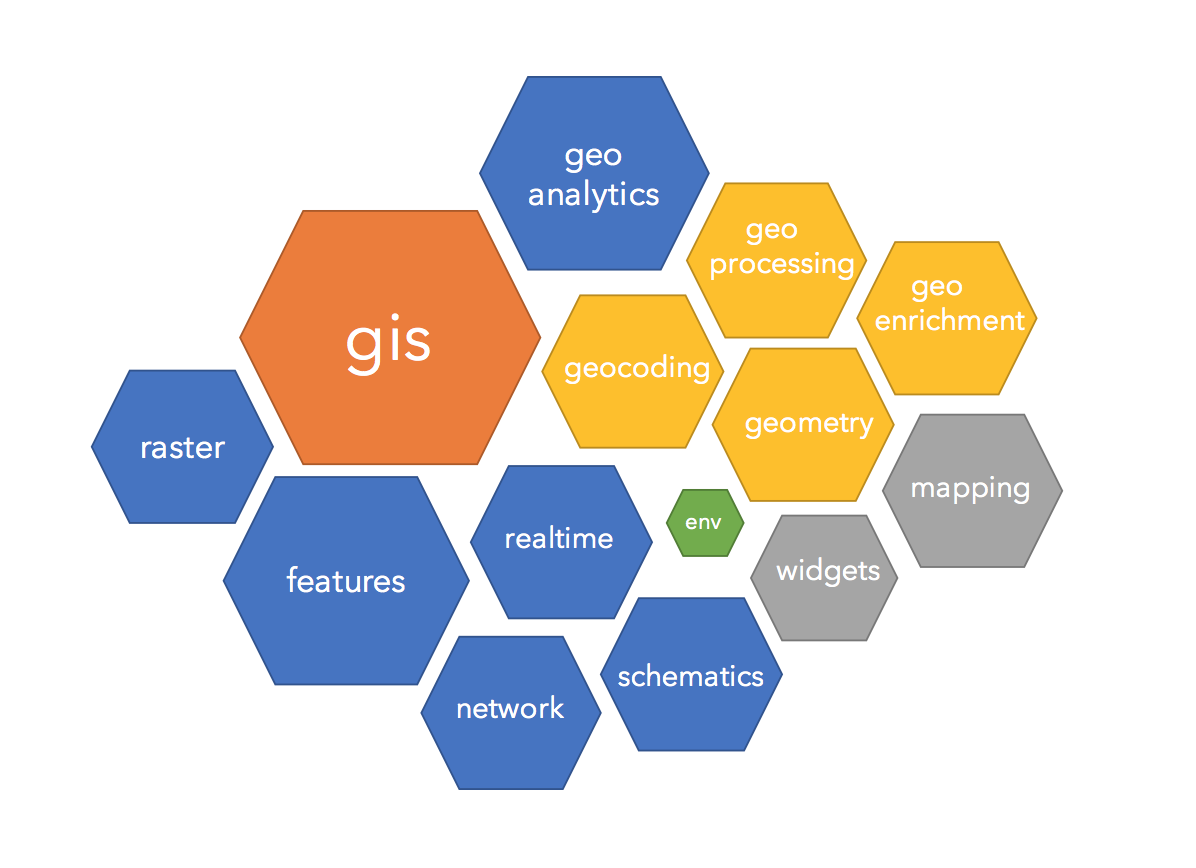 geo
analytics
geo
processing
geo
enrichment
gis
geocoding
geometry
raster
mapping
env
realtime
widgets
features
schematics
network